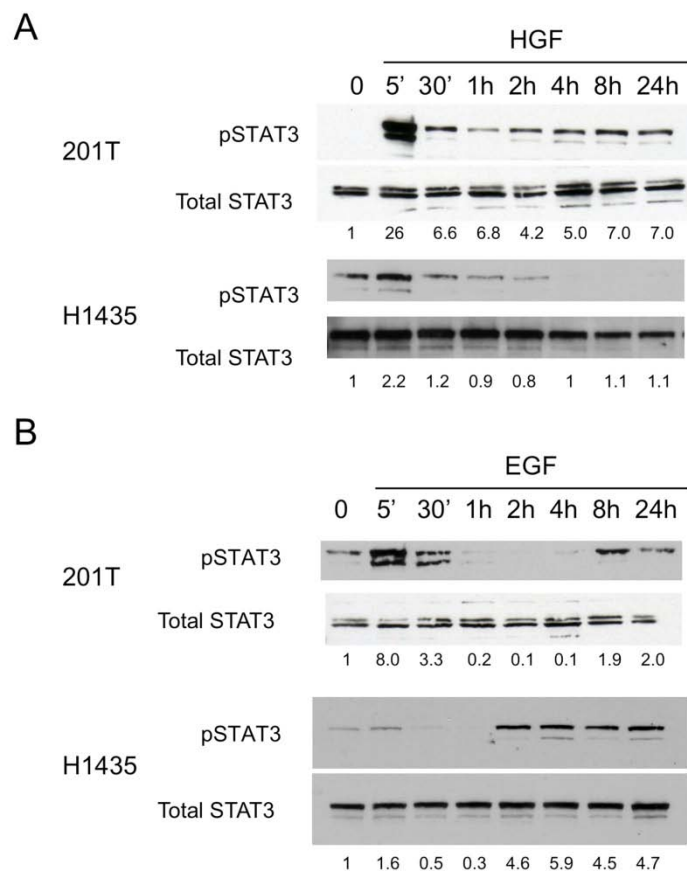 A
HGF
0 5’ 30’ 1h 2h 4h 8h 24h
pSTAT3
201T
Total STAT3
1 26 6.6 6.8 4.2 5.0 7.0 7.0
pSTAT3
H1435
Total STAT3
1 2.2 1.2 0.9 0.8 1 1.1 1.1
B
EGF
0 5’ 30’ 1h 2h 4h 8h 24h
pSTAT3
201T
Total STAT3
1 8.0 3.3 0.2 0.1 0.1 1.9 2.0
pSTAT3
H1435
Total STAT3
1 1.6 0.5 0.3 4.6 5.9 4.5 4.7